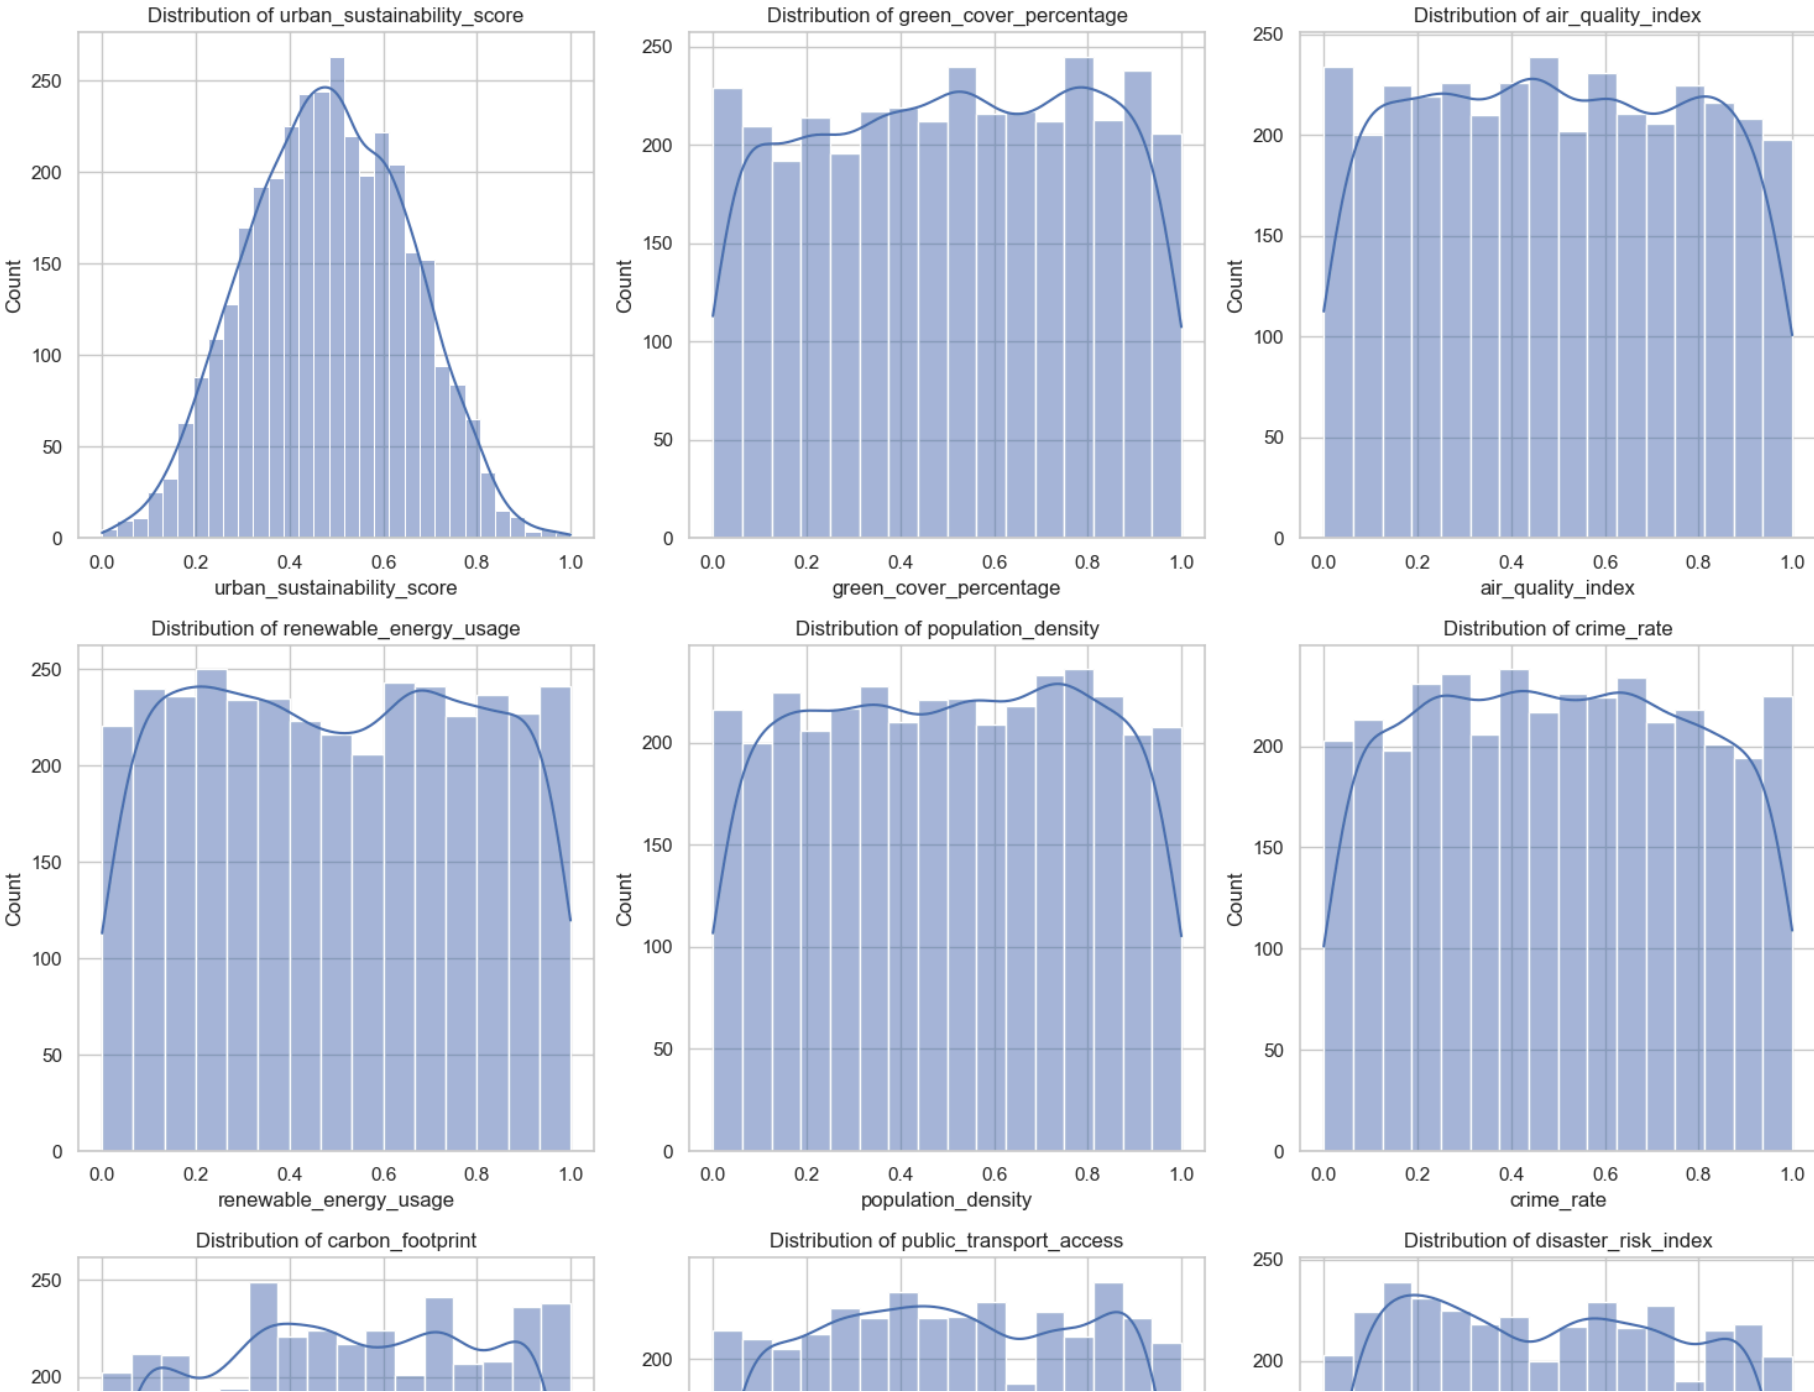 Distribution of urban_sustainability_score
Distribution of green_cover_percentage
Distribution of air_quality_index
250
200
150
100
50
0
Count
0.0 0.2 0.4 0.6 0.8 1.0
urban_sustainability_score
250
200
150
100
50
0
Count
0.0 0.2 0.4 0.6 0.8 1.0
green_cover_percentage
250
200
150
100
50
0
Count
0.0 0.2 0.4 0.6 0.8 1.0
air_quality_index
Distribution of renewable_energy_usage
Distribution of population_density
Distribution of crime_rate
250
200
150
100
50
0
Count
0.0 0.2 0.4 0.6 0.8 1.0
renewable_energy_usage
200
150
100
50
0
Count
0.0 0.2 0.4 0.6 0.8 1.0
population_density
200
150
100
50
0
Count
0.0 0.2 0.4 0.6 0.8 1.0
crime_rate
Distribution of carbon_footprint
Distribution of public_transport_access
Distribution of disaster_risk_index
250
200
200
250
200